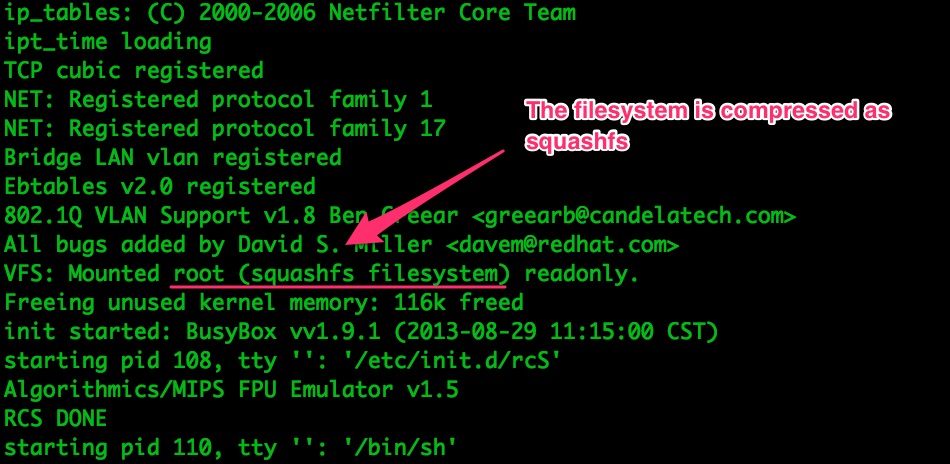 ip_tables: (C) 2000-2006 Netfilter Core Team
ipt_time loading
TCP cubic registered
NET: Registered protocol family 1
NET: Registered protocol family 17
The filesystem is compressed as
squashfs
Bridge LAN vlan registered
Ebtables v2.0 registered
802.1Q VLAN Support v1.8 Ben Greear <greearb@candelatech.com>
All bugs added by David S. Miller <davem@redhat.com>
VFS: Mounted root (squashfs filesystem) readonly.
Freeing unused kernel memory: 116k freed
init started: BusyBox vv1.9.1 (2013-08-29 11:15:00 CST)
starting pid 108, tty '': '/etc/init.d/rcS'
Algorithmics/MIPS FPU Emulator v1.5
RCS DONE
starting pid 110, tty '': '/bin/sh'